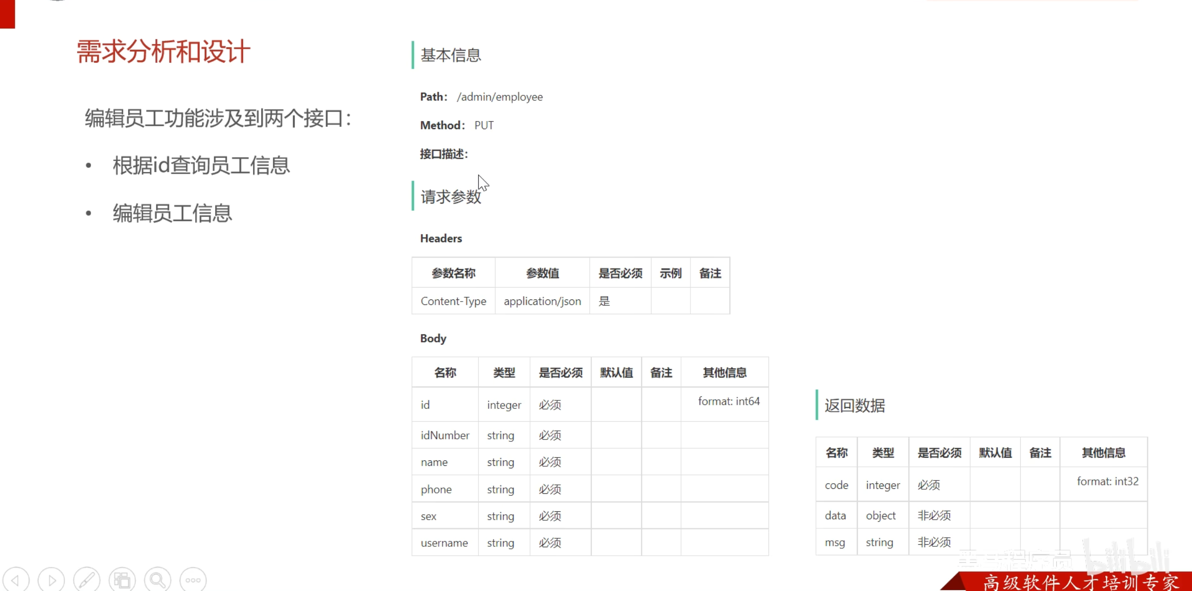 需求分析和设计
编辑员工功能涉及到两个接口：
• 根据id查询员工信息
• 编辑员工信息
基本信息
Path： /admin/employee
Method： PUT
接口描述：
请求参数
Headers
参数名称 参数值 是否必须 示例 备注
Content-Type application/json 是
Body
名称 类型 是否必须 默认值 备注 其他信息
id integer 必须 format: int64
idNumber string 必须
name string 必须
phone string 必须
sex string 必须
username string 必须
返回数据
名称 类型 是否必须 默认值 备注 其他信息
code integer 必须 format: int32
data object 非必须
msg string 非必须
bilibili
高级软件人才培训专家